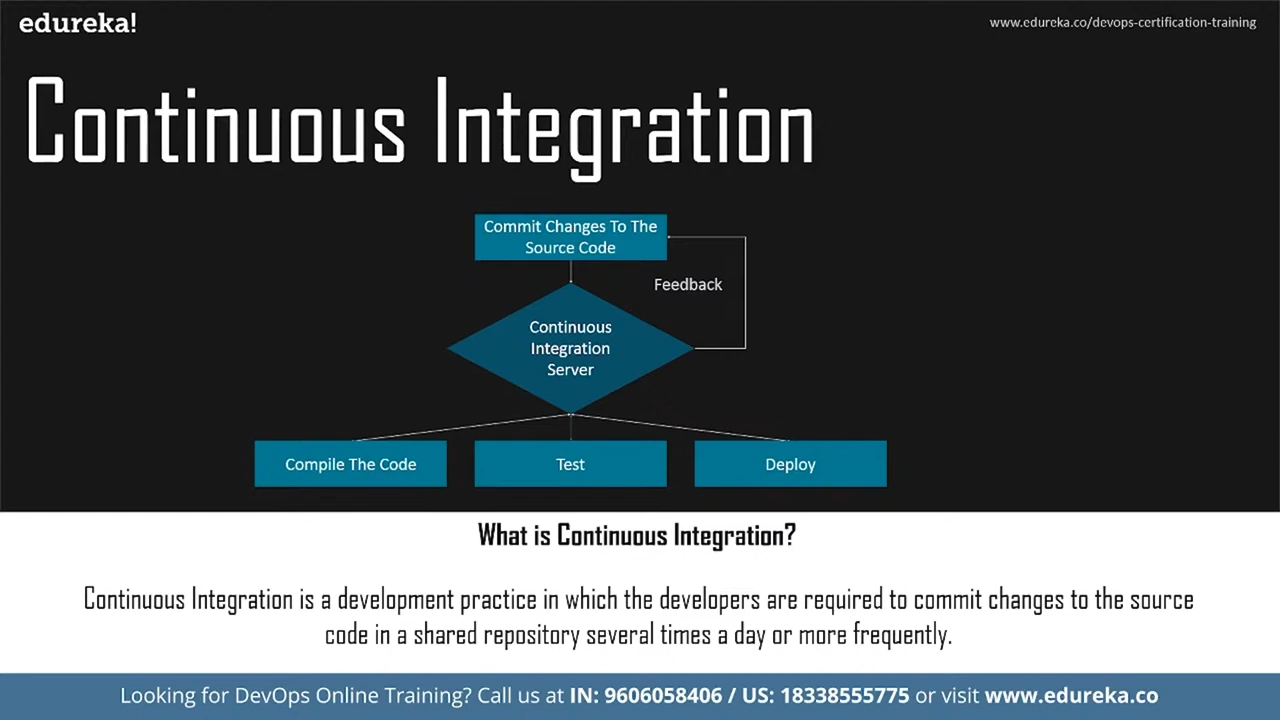 edureka!
www.edureka.co/devops-certification-training
Continuous Integration
Commit Changes To The
Source Code
Feedback
Continuous
Integration
Server
Compile The Code
Test
Deploy
What is Continuous Integration?
Continuous Integration is a development practice in which the developers are required to commit changes to the source
code in a shared repository several times a day or more frequently.
Looking for DevOps Online Training? Call us at IN: 9606058406 / US: 18338555775 or visit www.edureka.co